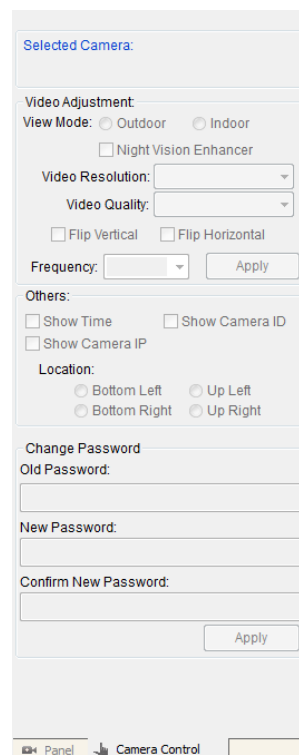 Selected Camera:
Video Adjustment:
View Mode: Outdoor Indoor
Night Vision Enhancer
Video Resolution:
Video Quality:
Flip Vertical Flip Horizontal
Frequency: Apply
Others:
Show Time Show Camera ID
Show Camera IP
Location:
Bottom Left Up Left
Bottom Right Up Right
Change Password
Old Password:
New Password:
Confirm New Password:
Apply
Panel Camera Control